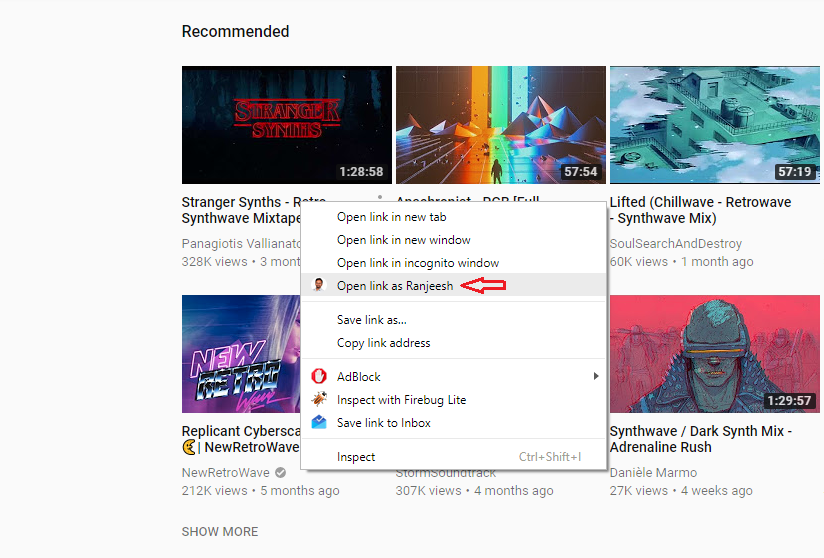 Recommended
STRANGER
SYNTHS
1:28:58
57:54
57:19
Stranger Synths - Retro
Synthwave Mixtape
Panagiotis Vallianato
328K views • 3 mont
Anachronist - RGB [Full
Lifted (Chillwave - Retrowave
- Synthwave Mix)
SoulSearchAndDestroy
60K views • 1 month ago
Open link in new tab
Open link in new window
Open link in incognito window
Open link as Ranjeesh
Save link as...
Copy link address
AdBlock
Inspect with Firebug Lite
Save link to Inbox
Inspect Ctrl+Shift+I
NEW
RETRO
Wave
1:29:57
Replicant Cybersca
| NewRetroWave
NewRetroWave
212K views • 5 months ago
StormSoundtrack
307K views • 4 months ago
Synthwave / Dark Synth Mix -
Adrenaline Rush
Danièle Marmo
27K views • 4 weeks ago
SHOW MORE